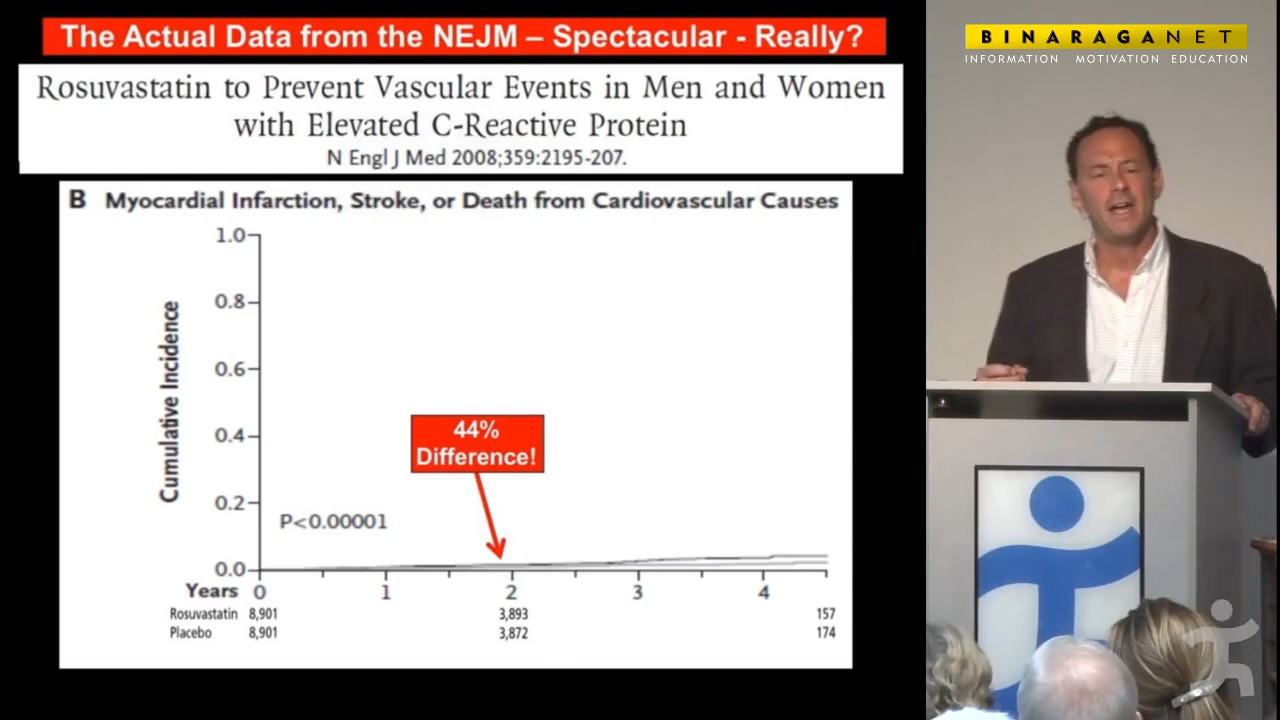 The Actual Data from the NEJM – Spectacular - Really?
BINARAGANET
INFORMATION MOTIVATION EDUCATION
Rosuvastatin to Prevent Vascular Events in Men and Women
with Elevated C-Reactive Protein
N Engl J Med 2008;359:2195-207.
B Myocardial Infarction, Stroke, or Death from Cardiovascular Causes
Cumulative Incidence
1.0
0.8
0.6
0.4
0.2
0.0
44%
Difference!
P<0.00001
Years 0 1 2 3 4
Rosuvastatin 8,901 3,893 157
Placebo 8,901 3,872 174